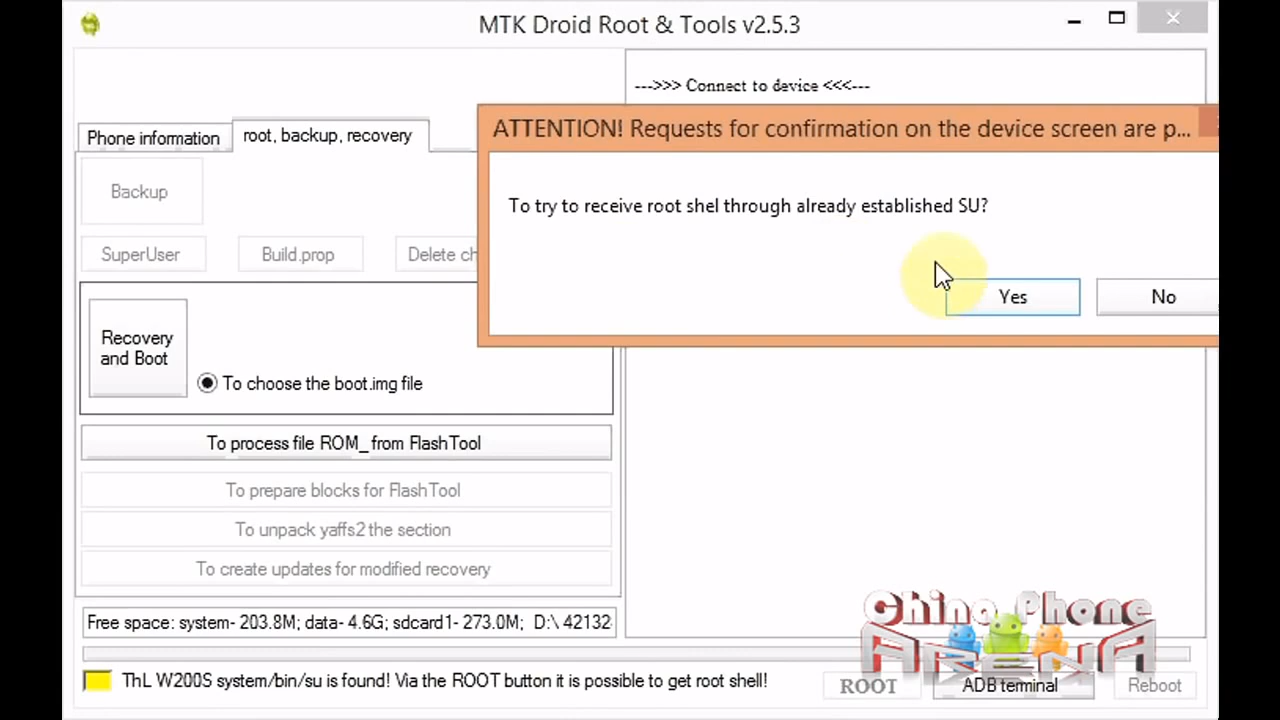 MTK Droid Root & Tools v2.5.3
--->>> Connect to device <<<---
Phone information
root, backup, recovery
ATTENTION! Requests for confirmation on the device screen are p...
Backup
To try to receive root shel through already established SU?
SuperUser
Build.prop
Delete ch
Yes
No
Recovery
and Boot
To choose the boot.img file
To process file ROM_ from FlashTool
To prepare blocks for FlashTool
To unpack yaffs2 the section
To create updates for modified recovery
Free space: system- 203.8M; data- 4.6G; sdcard1- 273.0M; D:\ 42132
China Phone
ARENA
ThL W200S system/bin/su is found! Via the ROOT button it is possible to get root shell!
ROOT
ADB terminal
Reboot